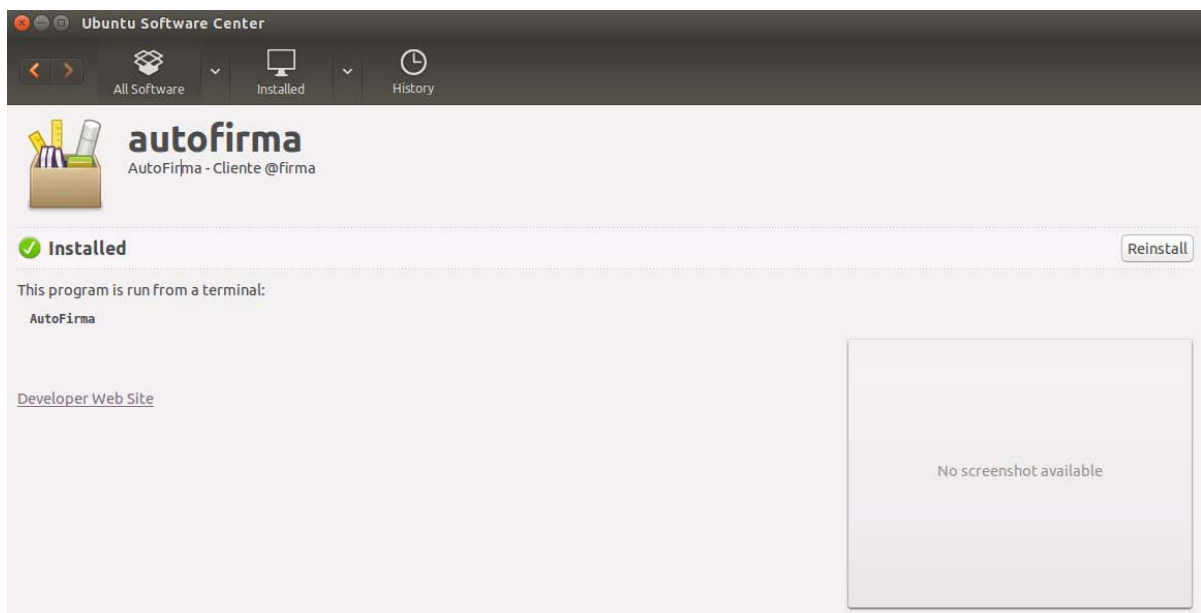 Ubuntu Software Center
All Software
Installed
History
autofirma
AutoFirma - Cliente @firma
Installed
Reinstall
This program is run from a terminal:
AutoFirma
Developer Web Site
No screenshot available